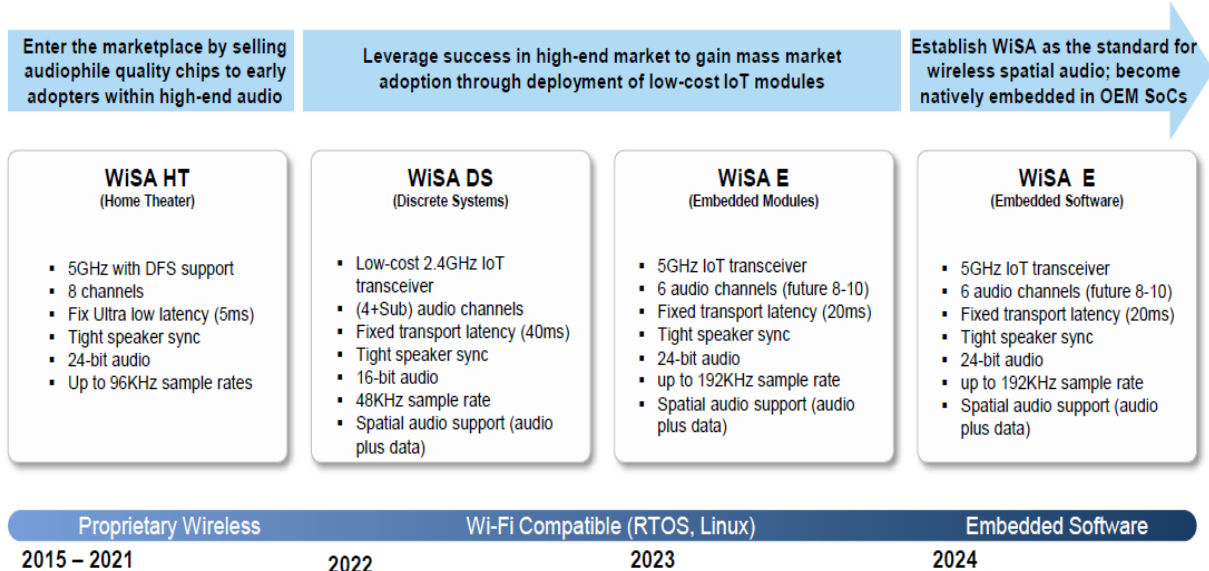 Enter the marketplace by selling
audiophile quality chips to early
adopters within high-end audio
Leverage success in high-end market to gain mass market
adoption through deployment of low-cost IoT modules
Establish WiSA as the standard for
wireless spatial audio; become
natively embedded in OEM SoCs
WiSA HT
(Home Theater)
▪ 5GHz with DFS support
▪ 8 channels
▪ Fix Ultra low latency (5ms)
▪ Tight speaker sync
▪ 24-bit audio
▪ Up to 96KHz sample rates
WiSA DS
(Discrete Systems)
▪ Low-cost 2.4GHz IoT
transceiver
▪ (4+Sub) audio channels
▪ Fixed transport latency (40ms)
▪ Tight speaker sync
▪ 16-bit audio
▪ 48KHz sample rate
▪ Spatial audio support (audio
plus data)
WiSA E
(Embedded Modules)
▪ 5GHz IoT transceiver
▪ 6 audio channels (future 8-10)
▪ Fixed transport latency (20ms)
▪ Tight speaker sync
▪ 24-bit audio
▪ up to 192KHz sample rate
▪ Spatial audio support (audio
plus data)
WiSA E
(Embedded Software)
▪ 5GHz IoT transceiver
▪ 6 audio channels (future 8-10)
▪ Fixed transport latency (20ms)
▪ Tight speaker sync
▪ 24-bit audio
▪ up to 192KHz sample rate
▪ Spatial audio support (audio
plus data)
Proprietary Wireless
Wi-Fi Compatible (RTOS, Linux)
Embedded Software
2015 – 2021
2022
2023
2024